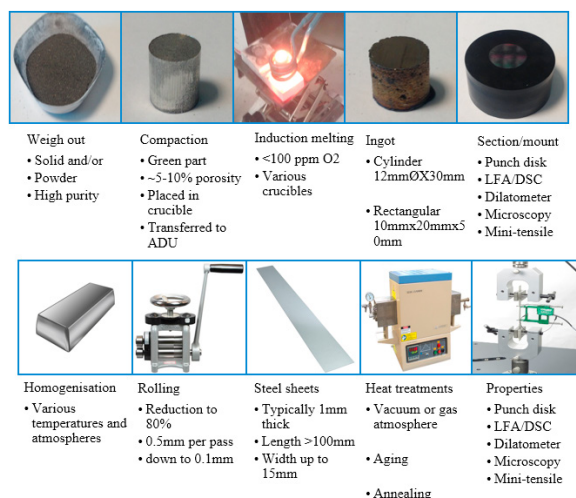 Weigh out
• Solid and/or
• Powder
• High purity
Compaction
• Green part
• ~5-10% porosity
• Placed in
crucible
• Transferred to
ADU
Induction melting
• <100 ppm O2
• Various
crucibles
Ingot
• Cylinder
12mmØX30mm
• Rectangular
10mmx20mmx5
0mm
Section/mount
• Punch disk
• LFA/DSC
• Dilatometer
• Microscopy
• Mini-tensile
Homogenisation
• Various
temperatures and
atmospheres
Rolling
• Reduction to
80%
• 0.5mm per pass
• down to 0.1mm
Steel sheets
• Typically 1mm
thick
• Length >100mm
• Width up to
15mm
Heat treatments
• Vacuum or gas
atmosphere
• Aging
• Annealing
Properties
• Punch disk
• LFA/DSC
• Dilatometer
• Microscopy
• Mini-tensile